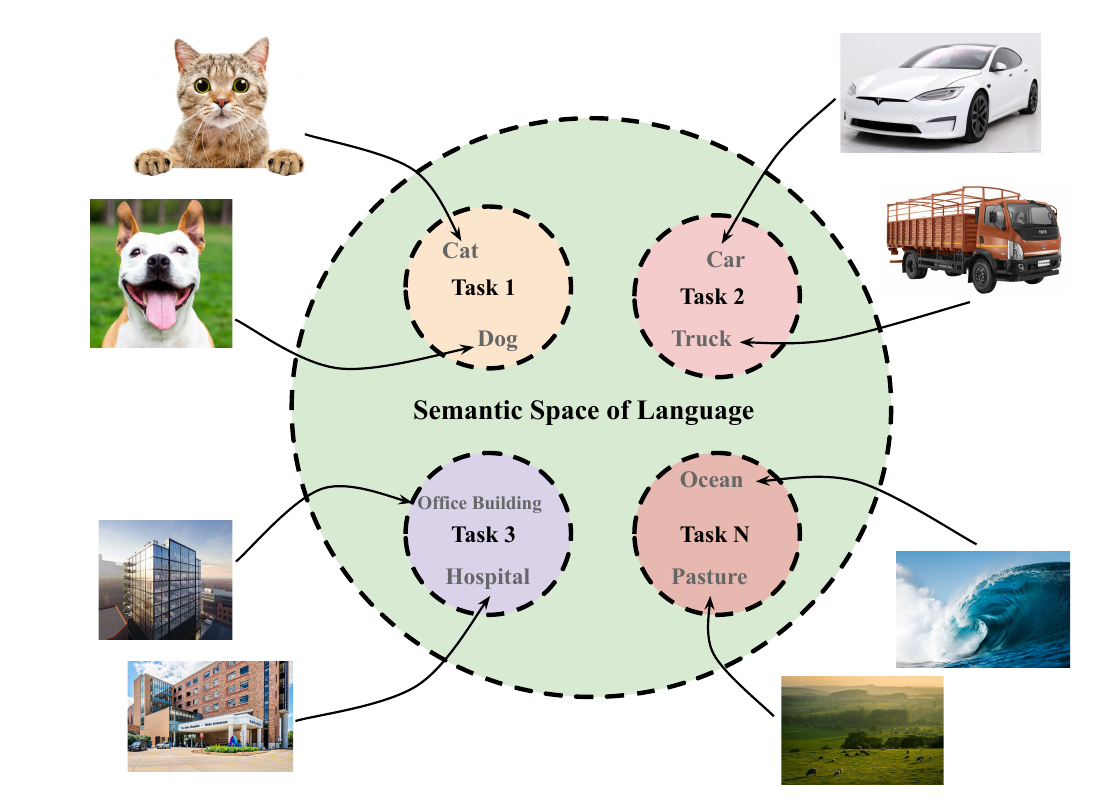 Cat
Task 1
Dog
Car
Task 2
Truck
Semantic Space of Language
Office Building
Task 3
Hospital
Ocean
Task N
Pasture